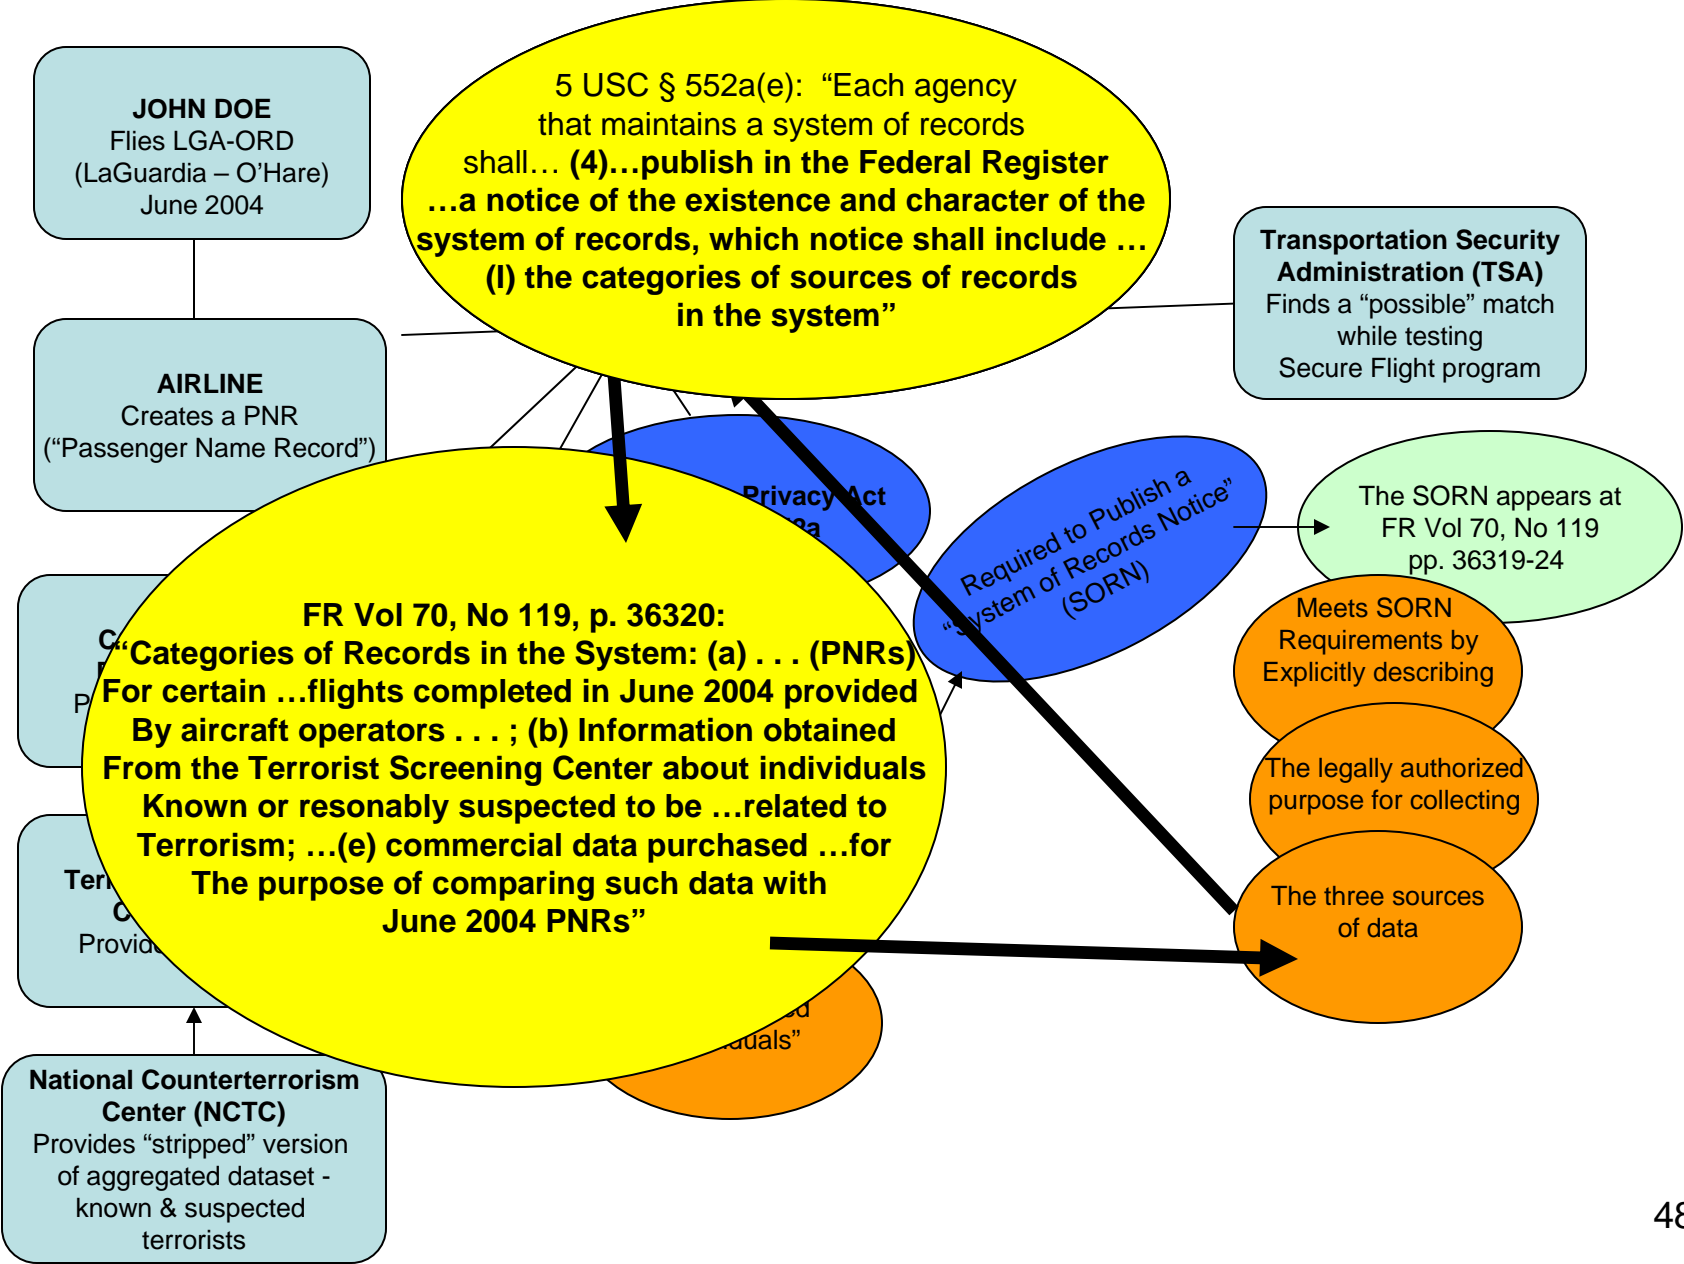 JOHN DOE
Flies LGA-ORD
(LaGuardia – O’Hare)
June 2004
5 USC § 552a(e):  “Each agency
that maintains a system of records
shall… (4)…publish in the Federal Register
…a notice of the existence and character of the
system of records, which notice shall include …
(I) the categories of sources of records
in the system”
Transportation Security
Administration (TSA)
Finds a “possible” match
while testing
Secure Flight program
AIRLINE
Creates a PNR
(“Passenger Name Record”)
Privacy Act
Required to Publish a
“System of Records Notice”
(SORN)
The SORN appears at
FR Vol 70, No 119
pp. 36319-24
Meets SORN
Requirements by
Explicitly describing
The legally authorized
purpose for collecting
The three sources
of data
FR Vol 70, No 119, p. 36320:
“Categories of Records in the System: (a) . . . (PNRs)
For certain …flights completed in June 2004 provided
By aircraft operators . . . ; (b) Information obtained
From the Terrorist Screening Center about individuals
Known or resonably suspected to be …related to
Terrorism; …(e) commercial data purchased …for
The purpose of comparing such data with
June 2004 PNRs”
National Counterterrorism
Center (NCTC)
Provides “stripped” version
of aggregated dataset -
known & suspected
terrorists
48